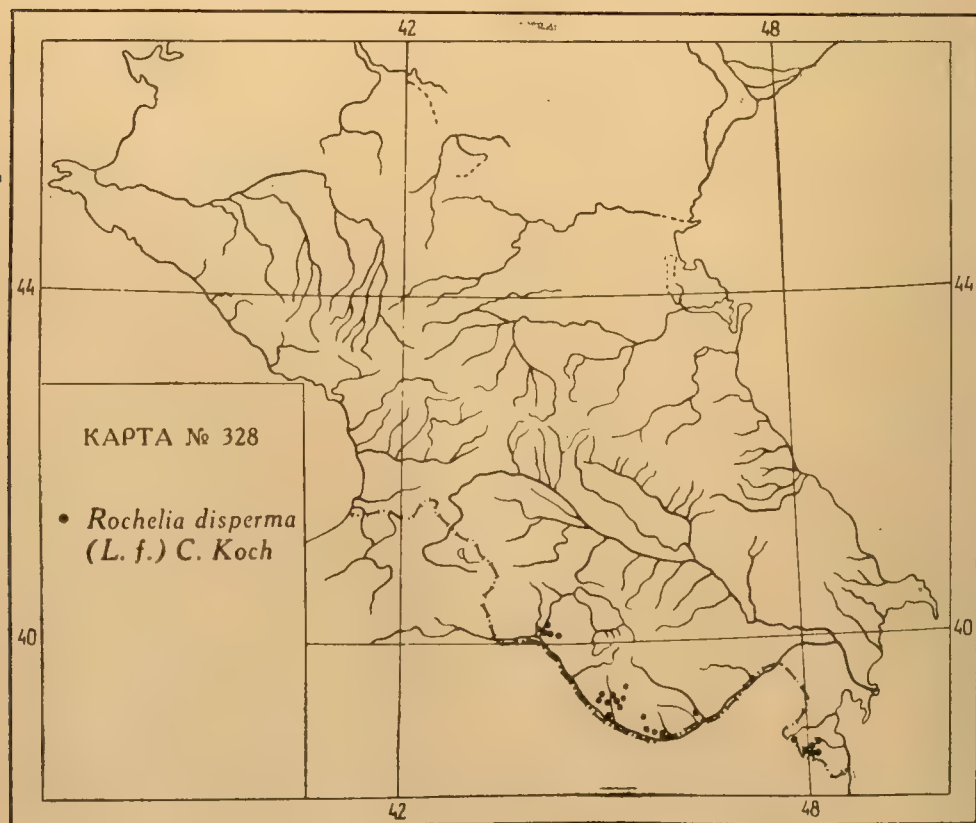 42 48
44 44
КАРТА № 328
• Rochelia disperma
(L. f.) C. Koch
40 40
42 48